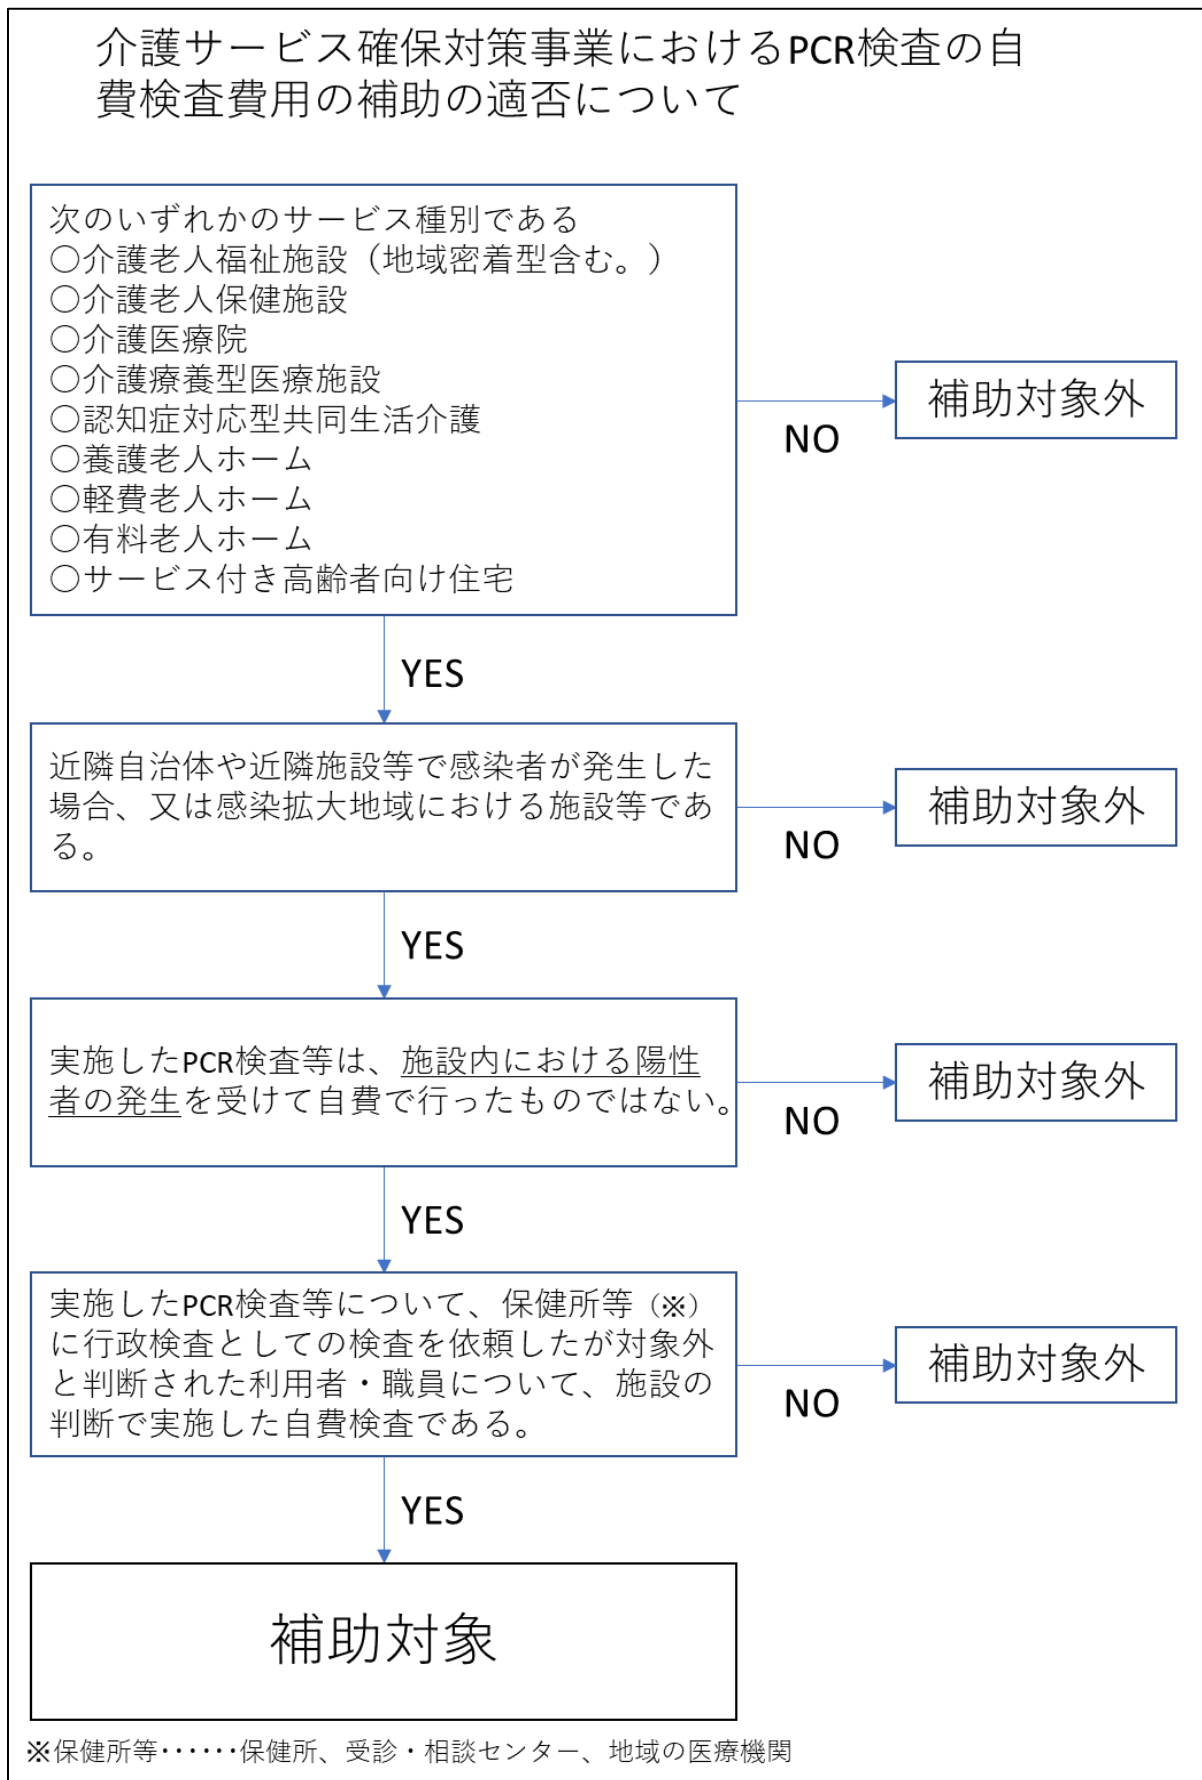 介護サービス確保対策事業におけるPCR検査の自
費検査費用の補助の適否について
次のいずれかのサービス種別である
○介護老人福祉施設（地域密着型含む。）
○介護老人保健施設
○介護医療院
○介護療養型医療施設
○認知症対応型共同生活介護
○養護老人ホーム
○軽費老人ホーム
○有料老人ホーム
○サービス付き高齢者向け住宅
NO
補助対象外
YES
近隣自治体や近隣施設等で感染者が発生した
場合、又は感染拡大地域における施設等であ
る。
NO
補助対象外
YES
実施したPCR検査等は、施設内における陽性
者の発生を受けて自費で行ったものではない。
NO
補助対象外
YES
実施したPCR検査等について、保健所等（※）
に行政検査としての検査を依頼したが対象外
と判断された利用者・職員について、施設の
判断で実施した自費検査である。
NO
補助対象外
YES
補助対象
※保健所等･･････保健所、受診・相談センター、地域の医療機関